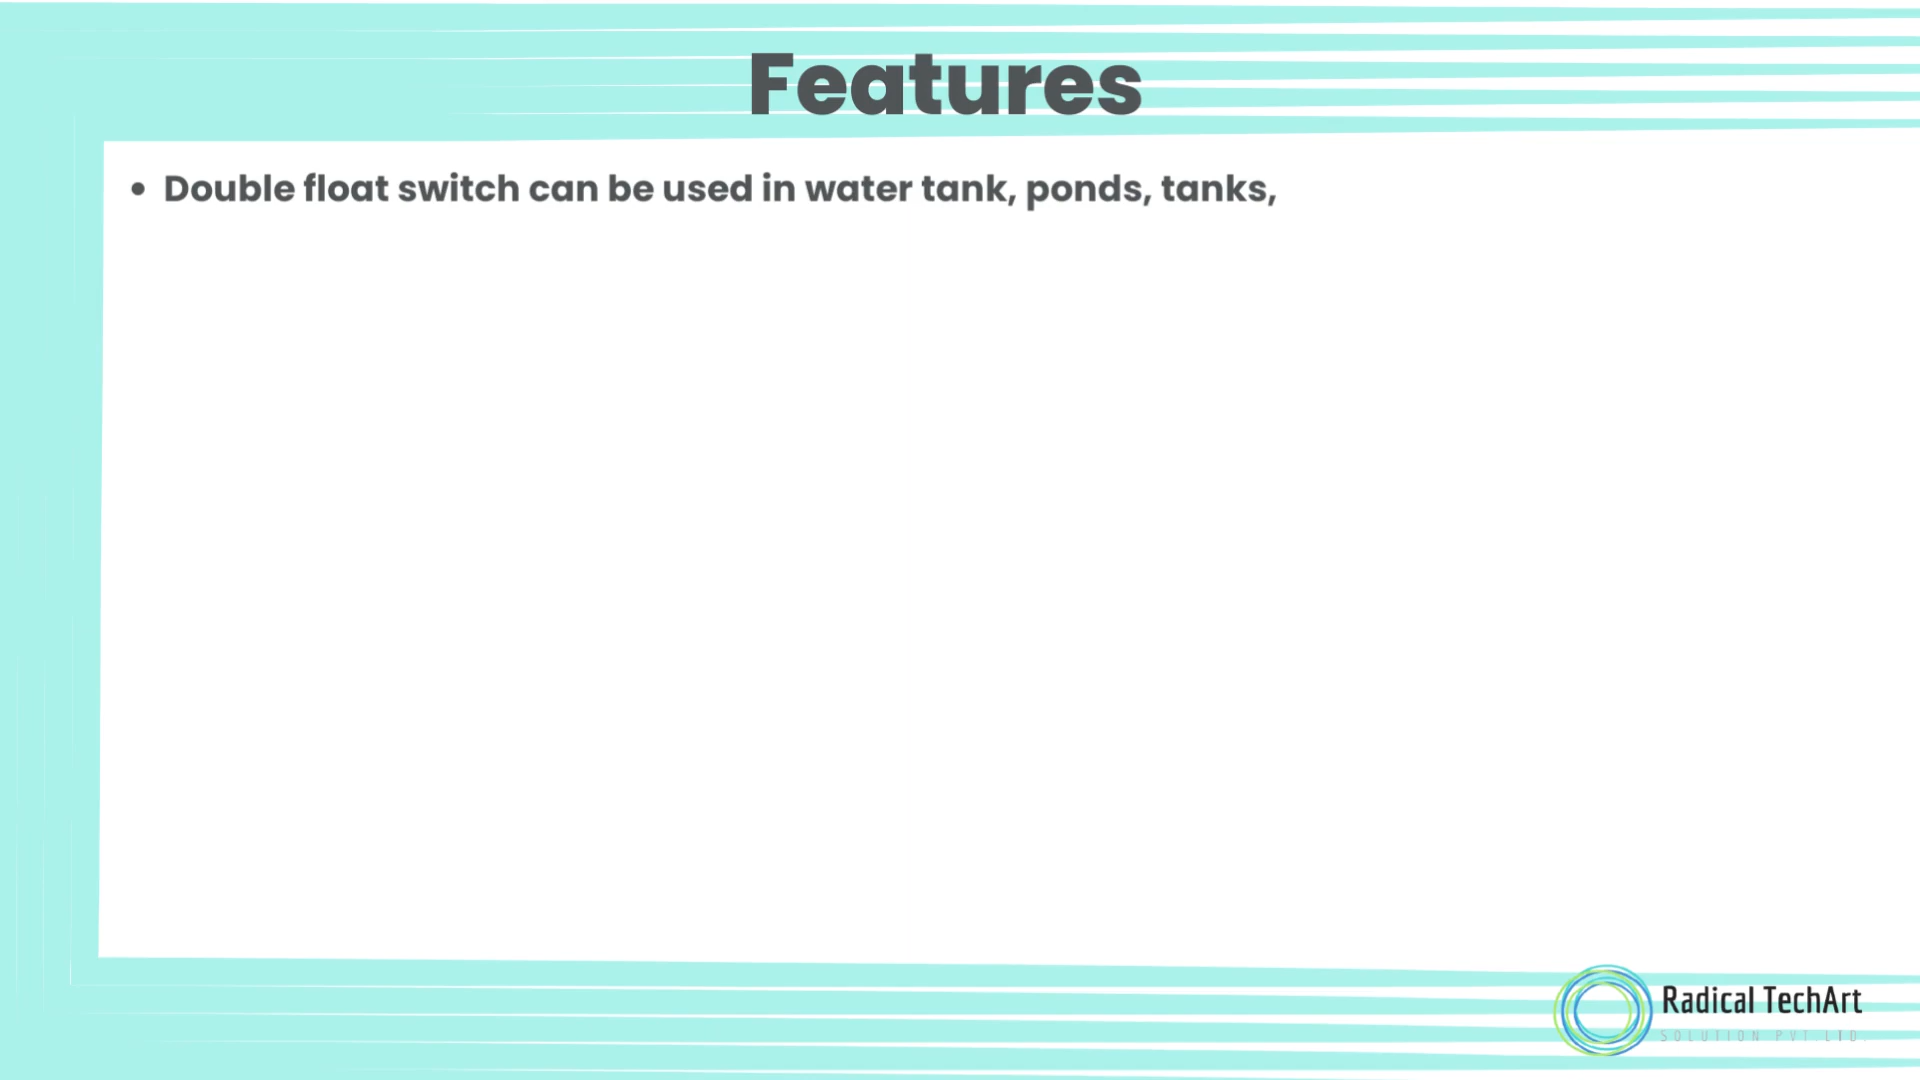 Features
• Double float switch can be used in water tank, ponds, tanks,
Radical TechArt
SOLUTION PVT.LTD.